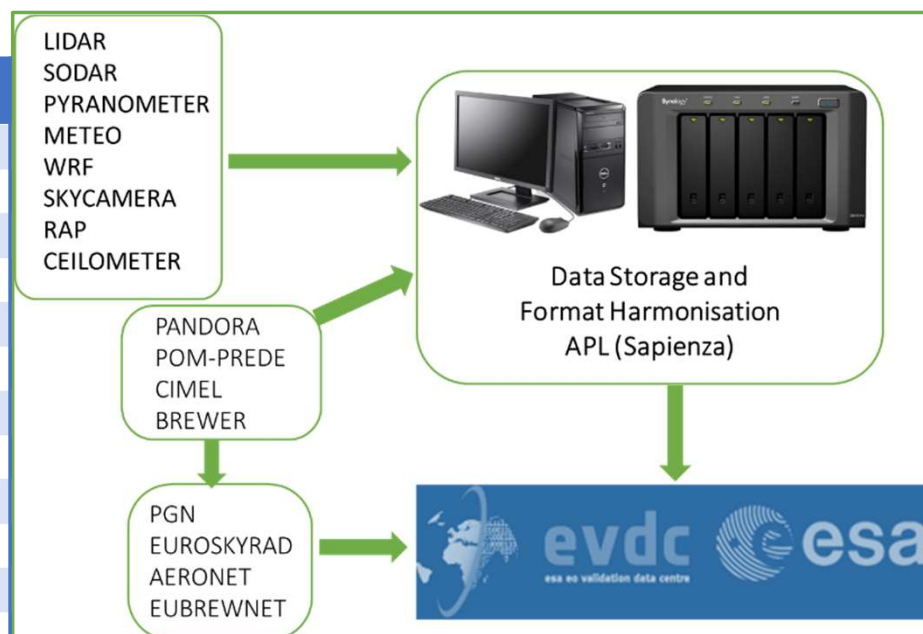 LIDAR
SODAR
PYRANOMETER
METEO
WRF
SKYCAMERA
RAP
CEILOMETER
Synology
Data Storage and
Format Harmonisation
APL (Sapienza)
PANDORA
POM-PREDE
CIMEL
BREWER
PGN
EUROSKYRAD
AERONET
EUBREWNET
evdc
esa eo validation data centre
esa